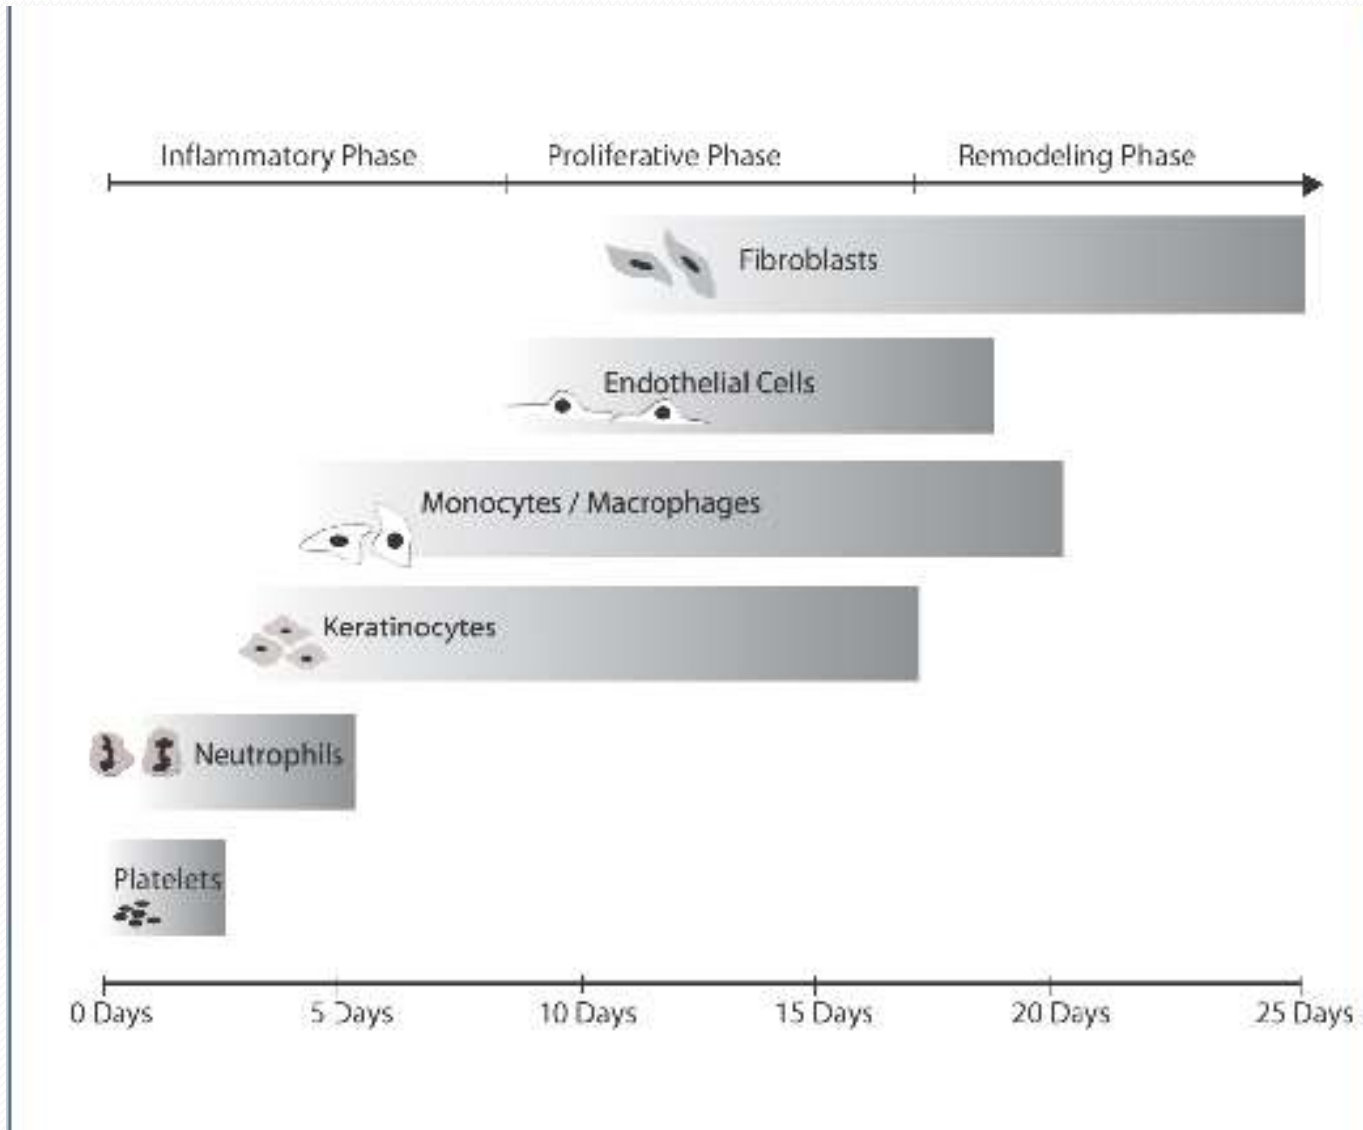 Inflammatory Phase Proliferative Phase Remodeling Phase
Fibroblasts
Endothelial Cells
Monocytes / Macrophages
Keratinocytes
Neutrophils
Platelets
0 Days 5 Days 10 Days 15 Days 20 Days 25 Days